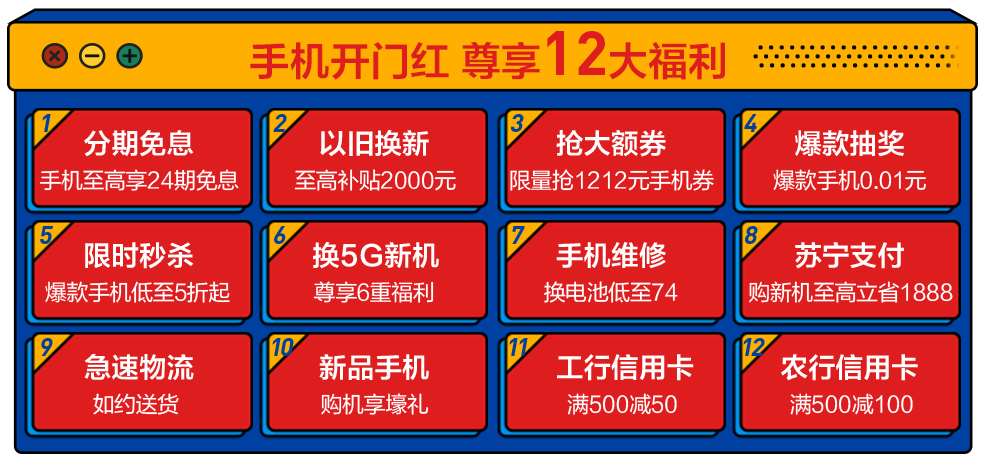 手机开门红 尊享12大福利
1
分期免息
手机至高享24期免息
2
以旧换新
至高补贴2000元
3
抢大额券
限量抢1212元手机券
4
爆款抽奖
爆款手机0.01元
5
限时秒杀
爆款手机低至5折起
6
换5G新机
尊享6重福利
7
手机维修
换电池低至74
8
苏宁支付
购新机至高立省1888
9
急速物流
如约送货
10
新品手机
购机享壕礼
11
工行信用卡
满500减50
12
农行信用卡
满500减100